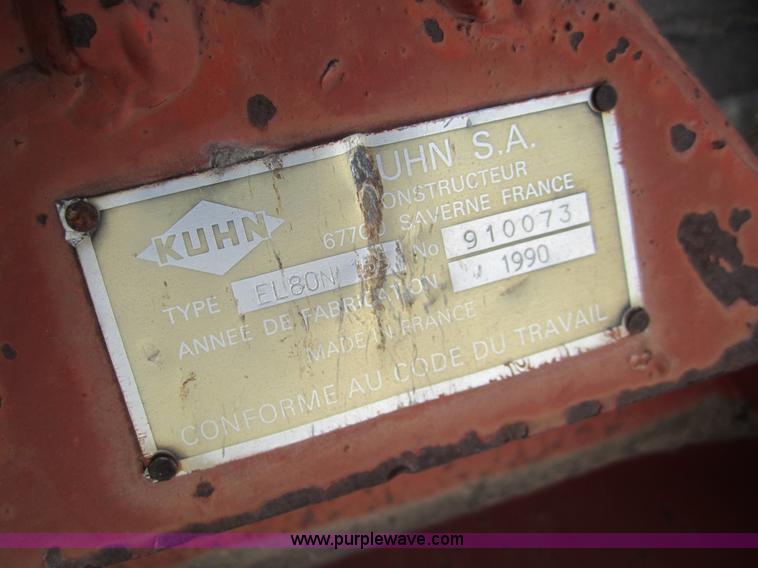 KUHN S.A.
CONSTRUCTEUR
67700 SAVERNE FRANCE
KUHN
TYPE EL80N No 910073
ANNEE DE FABRICATION 1990
MADE IN FRANCE
CONFORME AU CODE DU TRAVAIL
www.purplewave.com